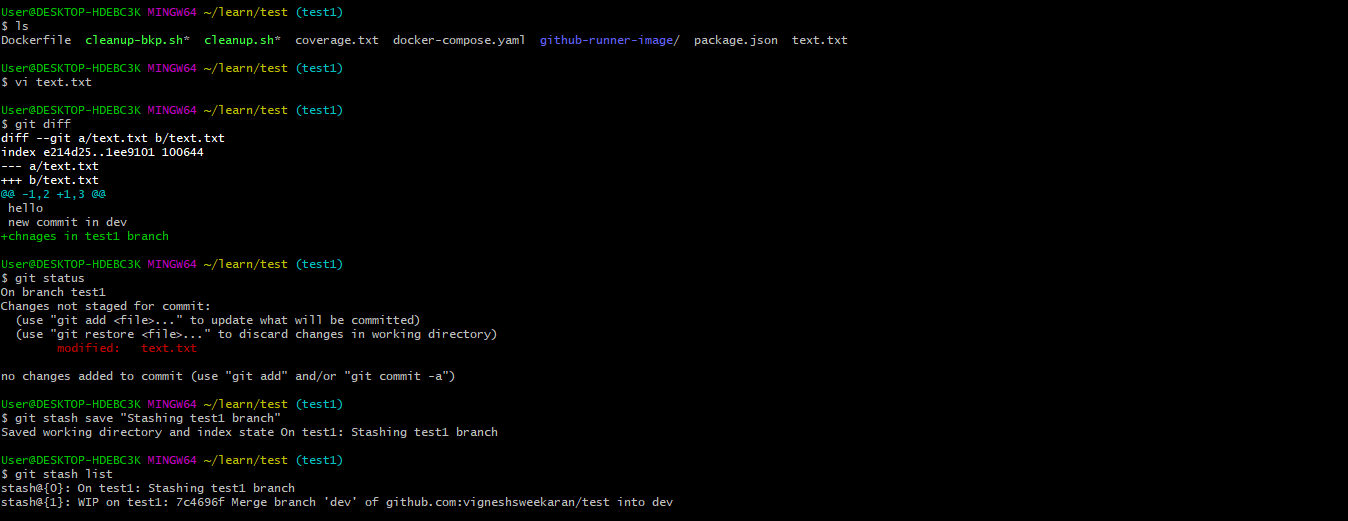 User@DESKTOP-HDEBC3K MINGW64 ~/learn/test (test1)
$ ls
Dockerfile  cleanup-bkp.sh*  cleanup.sh*  coverage.txt  docker-compose.yaml  github-runner-image/  package.json  text.txt
User@DESKTOP-HDEBC3K MINGW64 ~/learn/test (test1)
$ vi text.txt
User@DESKTOP-HDEBC3K MINGW64 ~/learn/test (test1)
$ git diff
diff --git a/text.txt b/text.txt
index e214d25..1ee9101 100644
--- a/text.txt
+++ b/text.txt
@@ -1,2 +1,3 @@
 hello
 new commit in dev
+chnages in test1 branch
User@DESKTOP-HDEBC3K MINGW64 ~/learn/test (test1)
$ git status
On branch test1
Changes not staged for commit:
  (use "git add <file>..." to update what will be committed)
  (use "git restore <file>..." to discard changes in working directory)
        modified:   text.txt
no changes added to commit (use "git add" and/or "git commit -a")
User@DESKTOP-HDEBC3K MINGW64 ~/learn/test (test1)
$ git stash save "Stashing test1 branch"
Saved working directory and index state On test1: Stashing test1 branch
User@DESKTOP-HDEBC3K MINGW64 ~/learn/test (test1)
$ git stash list
stash@{0}: On test1: Stashing test1 branch
stash@{1}: WIP on test1: 7c4696f Merge branch 'dev' of github.com:vigneshsweekaran/test into dev